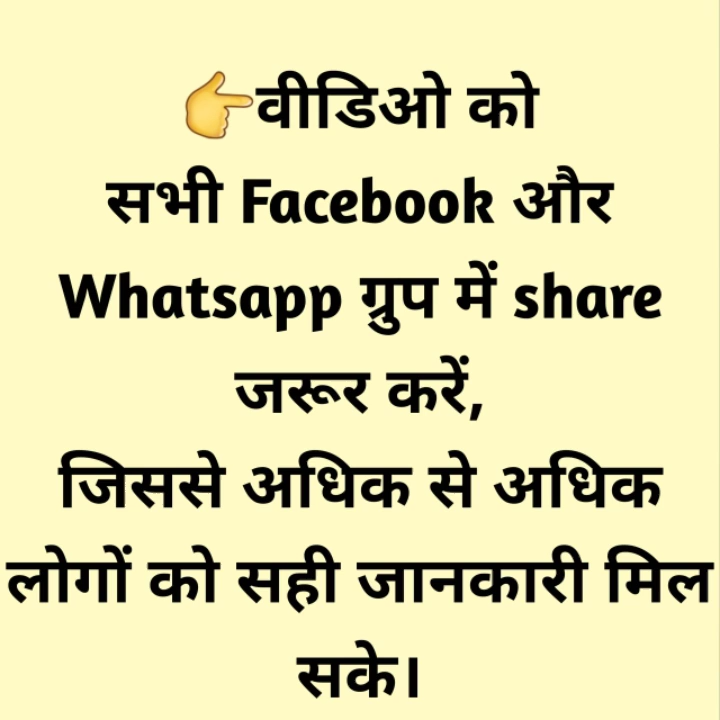 👉वीडिओ को
सभी Facebook और
Whatsapp ग्रुप में share
जरूर करें,
जिससे अधिक से अधिक
लोगों को सही जानकारी मिल
सके।